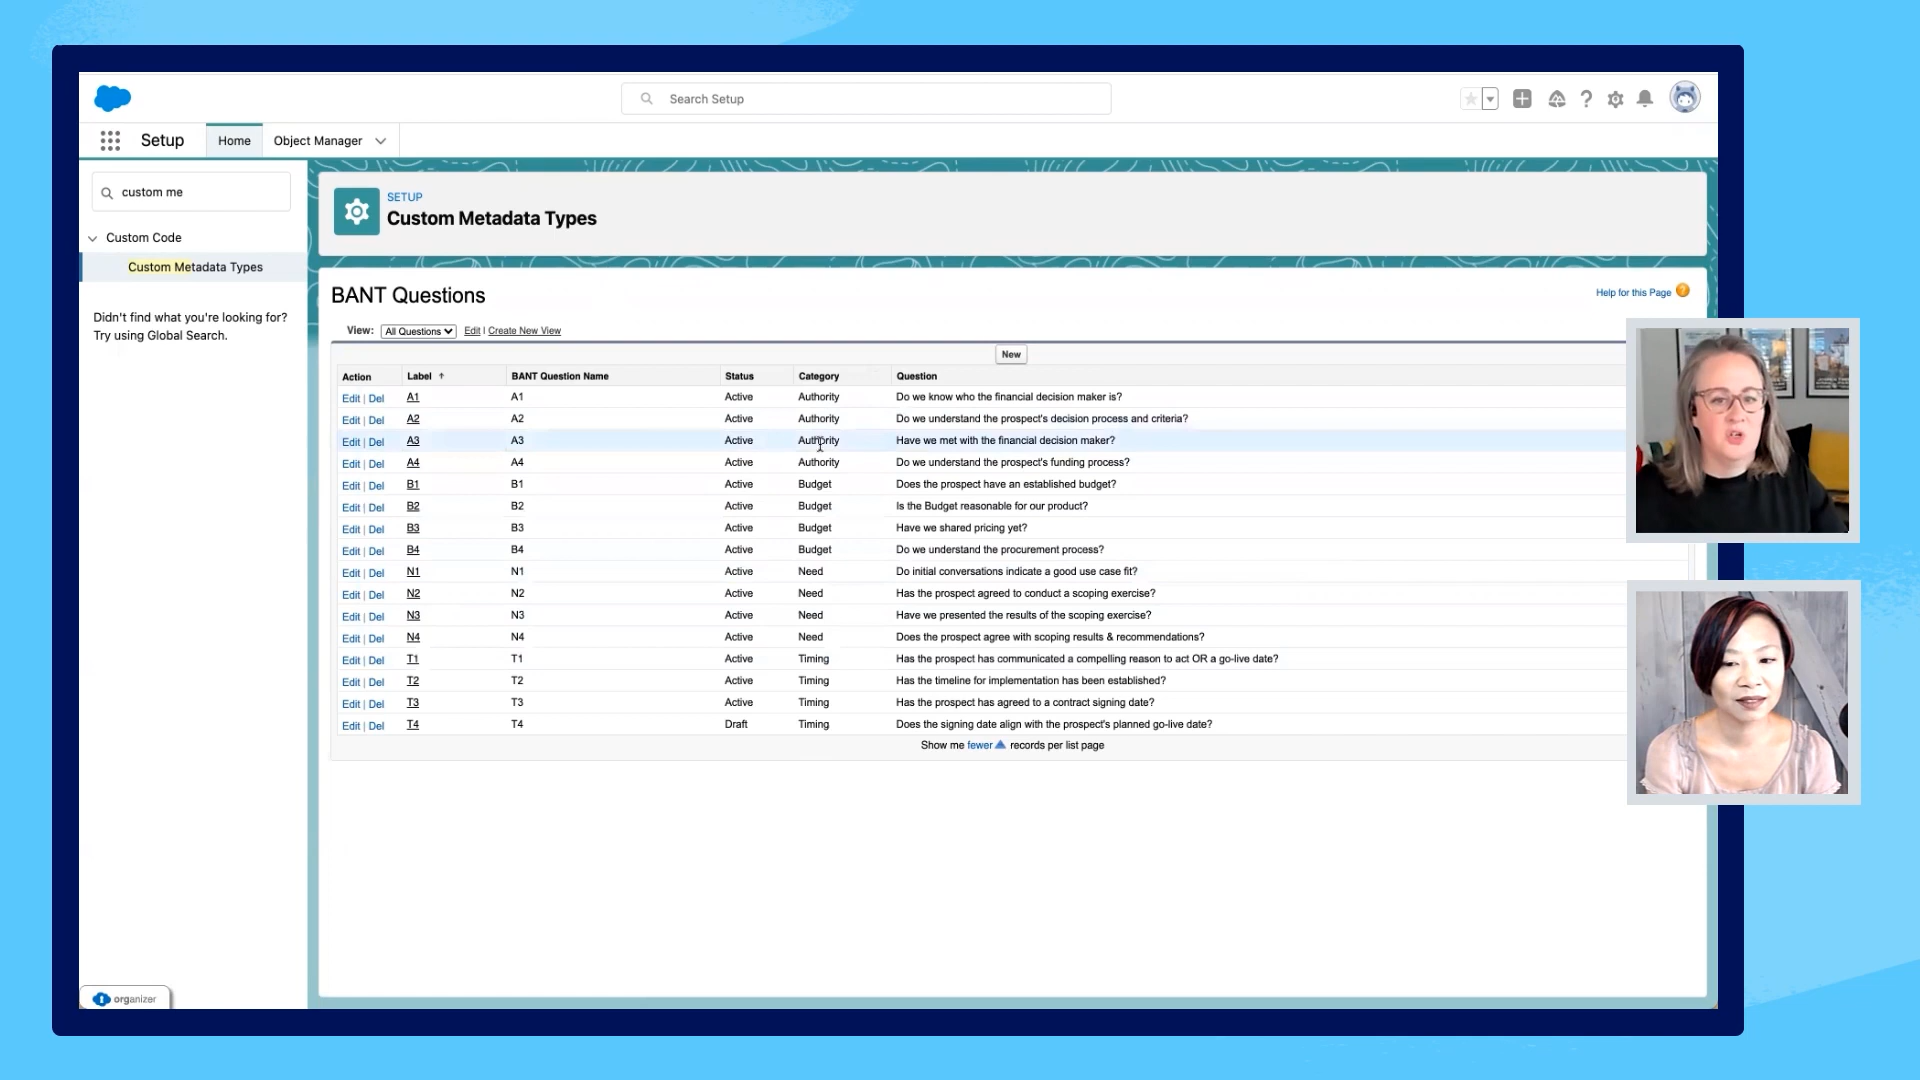 Search Setup
Setup Home Object Manager
custom me
Custom Code
Custom Metadata Types
Didn't find what you're looking for?
Try using Global Search.
SETUP
Custom Metadata Types
BANT Questions
Help for this Page
View: All Questions Edit | Create New View
New
Action Label BANT Question Name Status Category Question
Edit | Del A1 A1 Active Authority Do we know who the financial decision maker is?
Edit | Del A2 A2 Active Authority Do we understand the prospect's decision process and criteria?
Edit | Del A3 A3 Active Authority Have we met with the financial decision maker?
Edit | Del A4 A4 Active Authority Do we understand the prospect's funding process?
Edit | Del B1 B1 Active Budget Does the prospect have an established budget?
Edit | Del B2 B2 Active Budget Is the Budget reasonable for our product?
Edit | Del B3 B3 Active Budget Have we shared pricing yet?
Edit | Del B4 B4 Active Budget Do we understand the procurement process?
Edit | Del N1 N1 Active Need Do initial conversations indicate a good use case fit?
Edit | Del N2 N2 Active Need Has the prospect agreed to conduct a scoping exercise?
Edit | Del N3 N3 Active Need Have we presented the results of the scoping exercise?
Edit | Del N4 N4 Active Need Does the prospect agree with scoping results & recommendations?
Edit | Del T1 T1 Active Timing Has the prospect has communicated a compelling reason to act OR a go-live date?
Edit | Del T2 T2 Active Timing Has the timeline for implementation has been established?
Edit | Del T3 T3 Active Timing Has the prospect has agreed to a contract signing date?
Edit | Del T4 T4 Draft Timing Does the signing date align with the prospect's planned go-live date?
Show me fewer records per list page
organizer